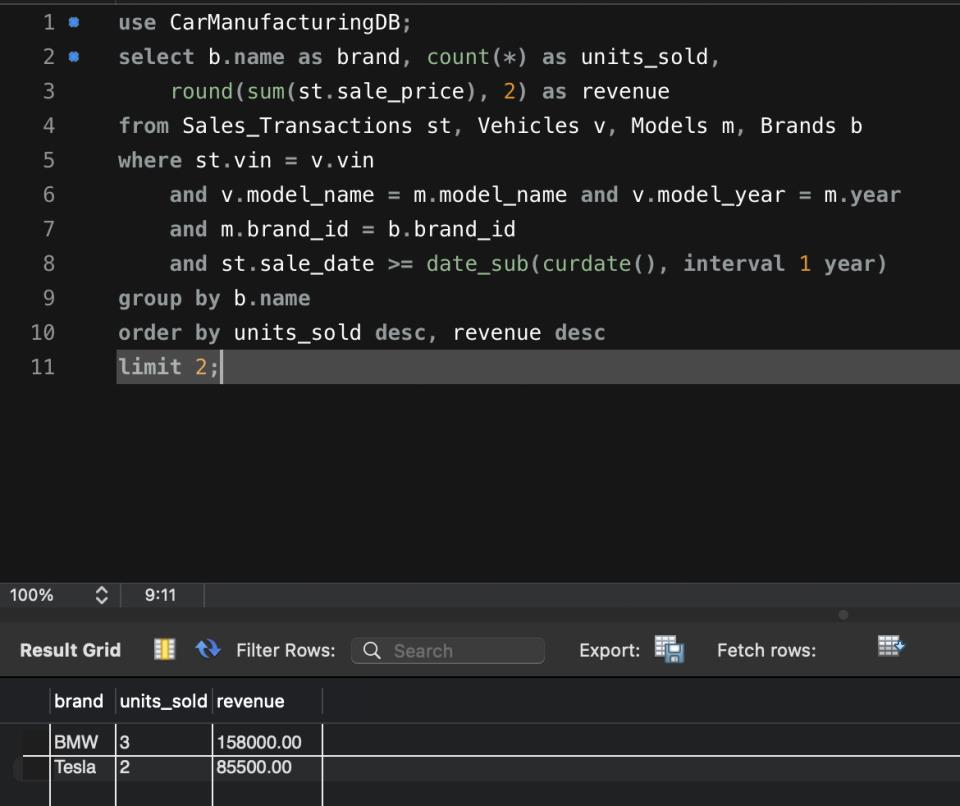 1 use CarManufacturingDB;
2 select b.name as brand, count(*) as units_sold,
3 round(sum(st.sale_price), 2) as revenue
4 from Sales_Transactions st, Vehicles v, Models m, Brands b
5 where st.vin = v.vin
6 and v.model_name = m.model_name and v.model_year = m.year
7 and m.brand_id = b.brand_id
8 and st.sale_date >= date_sub(curdate(), interval 1 year)
9 group by b.name
10 order by units_sold desc, revenue desc
11 limit 2;
100% 9:11
Result Grid Filter Rows: Search Export: Fetch rows:
brand units_sold revenue
BMW 3 158000.00
Tesla 2 85500.00